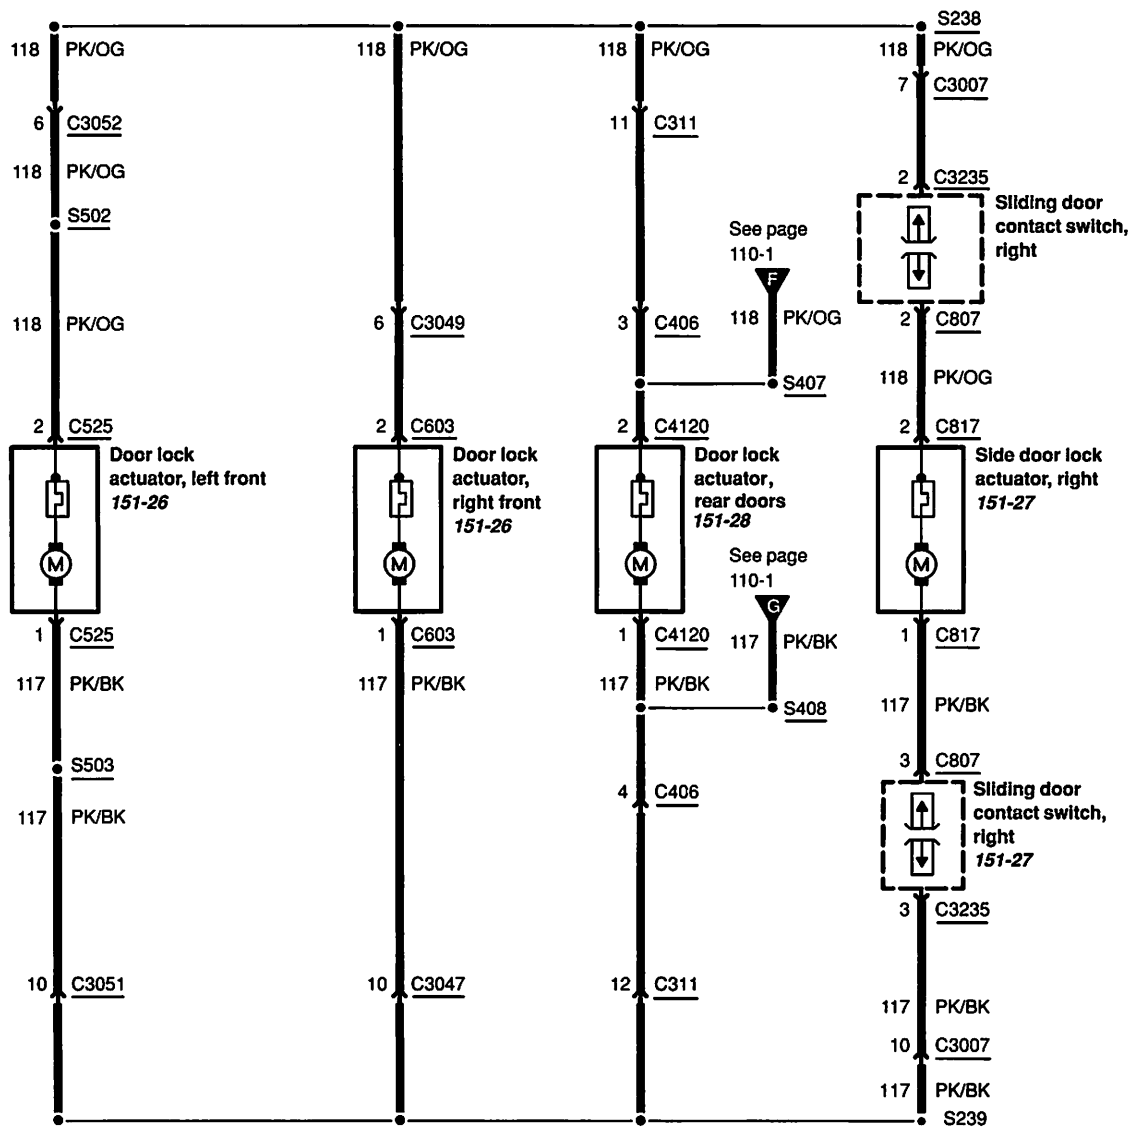 S238
118 PK/OG
118 PK/OG
118 PK/OG
118 PK/OG
7 C3007
6 C3052
11 C311
118 PK/OG
2 C3235
Sliding door
contact switch,
right
S502
See page
110-1
F
118 PK/OG
6 C3049
3 C406
118 PK/OG
2 C807
S407
118 PK/OG
2 C525
2 C603
2 C4120
2 C817
Door lock
actuator, left front
151-26
Door lock
actuator,
right front
151-26
Door lock
actuator,
rear doors
151-28
Side door lock
actuator, right
151-27
M
M
M
M
See page
110-1
G
1 C525
1 C603
1 C4120
117 PK/BK
1 C817
117 PK/BK
117 PK/BK
117 PK/BK
S408
117 PK/BK
S503
3 C807
4 C406
117 PK/BK
Sliding door
contact switch,
right
151-27
3 C3235
10 C3051
10 C3047
12 C311
117 PK/BK
10 C3007
117 PK/BK
S239